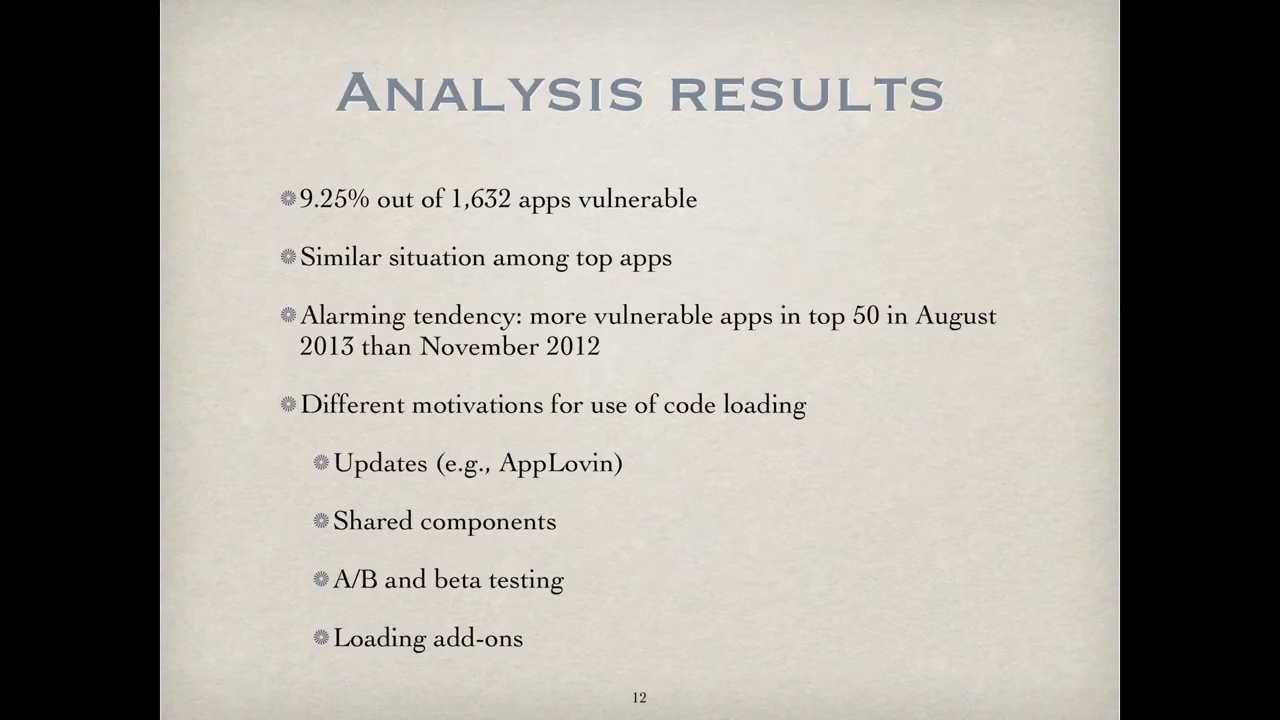 ANALYSIS RESULTS
9.25% out of 1,632 apps vulnerable
Similar situation among top apps
Alarming tendency: more vulnerable apps in top 50 in August
2013 than November 2012
Different motivations for use of code loading
Updates (e.g., AppLovin)
Shared components
A/B and beta testing
Loading add-ons
12